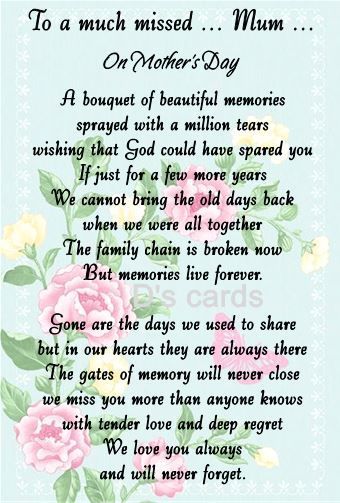 To a much missed ... Mum ...
On Mother's Day
A bouquet of beautiful memories
sprayed with a million tears
wishing that God could have spared you
If just for a few more years
We cannot bring the old days back
when we were all together
The family chain is broken now
But memories live forever.
D's cards
Gone are the days we used to share
but in our hearts they are always there
The gates of memory will never close
we miss you more than anyone knows
with tender love and deep regret
We love you always
and will never forget.